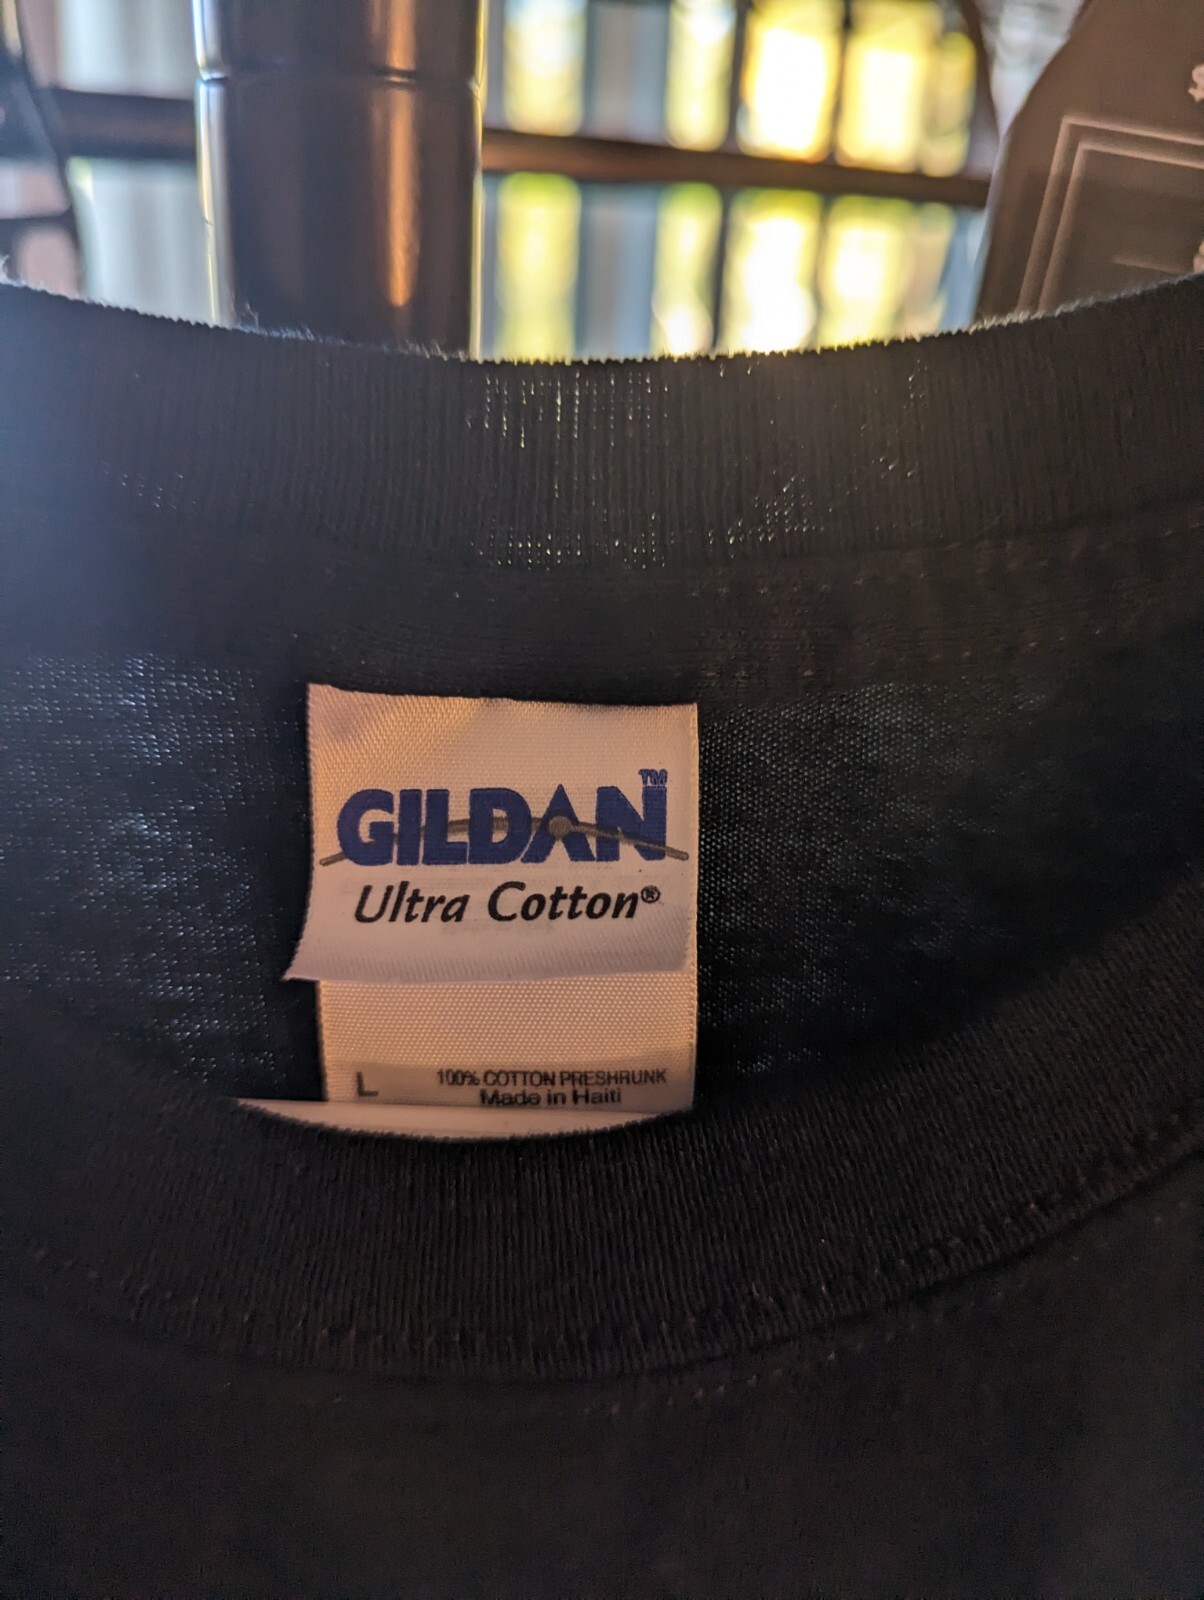 GILDAN™
Ultra Cotton®
L 100% COTTON PRESHRUNK
Made in Haiti
$